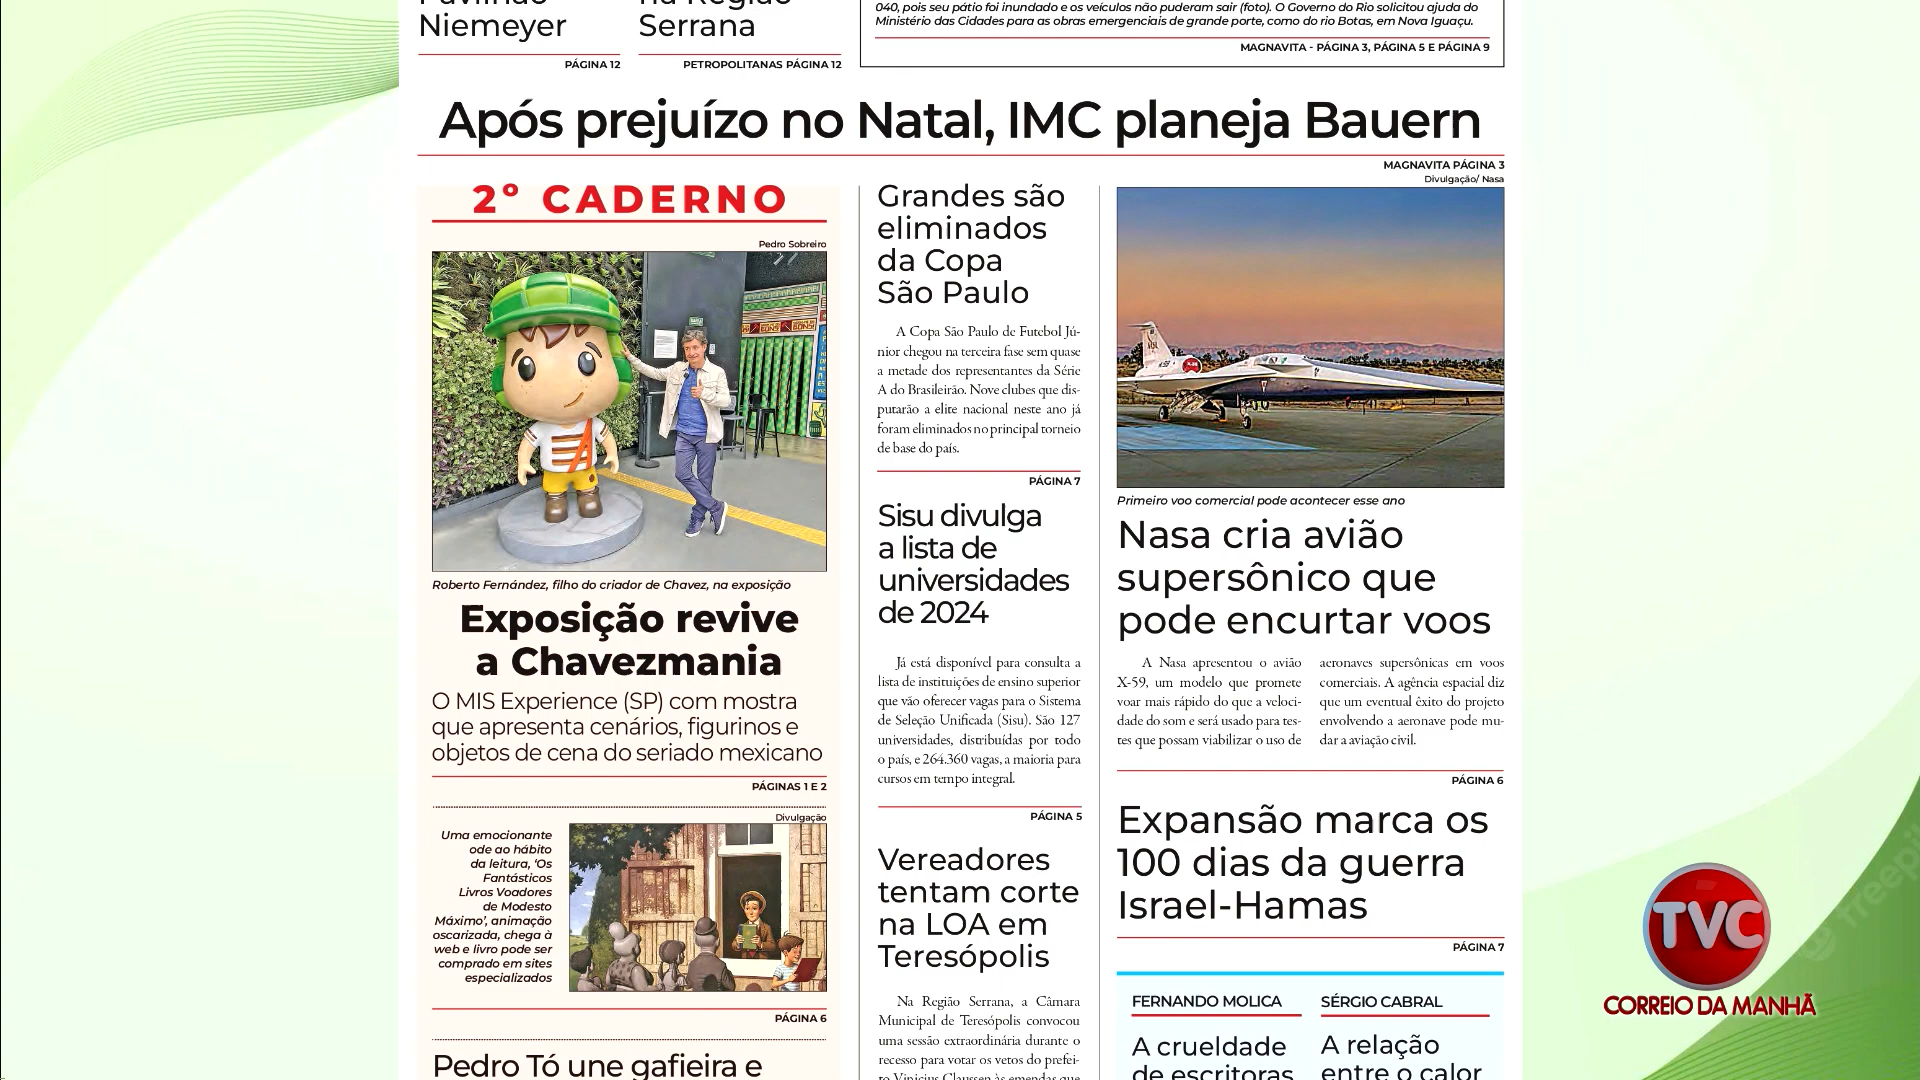 Niemeyer
PÁGINA 12
na Região
Serrana
PETROPOLITANAS PÁGINA 12
040, pois seu pátio foi inundado e os veículos não puderam sair (foto). O Governo do Rio solicitou ajuda do
Ministério das Cidades para as obras emergenciais de grande porte, como do rio Botas, em Nova Iguaçu.
MAGNAVITA - PÁGINA 3, PÁGINA 5 E PÁGINA 9
Após prejuízo no Natal, IMC planeja Bauern
MAGNAVITA PÁGINA 3
2º CADERNO
Pedro Sobreiro
Roberto Fernández, filho do criador de Chavez, na exposição
Exposição revive
a Chavezmania
O MIS Experience (SP) com mostra
que apresenta cenários, figurinos e
objetos de cena do seriado mexicano
PÁGINAS 1 E 2
Divulgação
Uma emocionante
ode ao hábito
da leitura, ‘Os
Fantásticos
Livros Voadores
de Modesto
Máximo’, animação
oscarizada, chega à
web e livro pode ser
comprado em sites
especializados
PÁGINA 6
Pedro Tó une gafieira e
Grandes são
eliminados
da Copa
São Paulo
A Copa São Paulo de Futebol Jú-
nior chegou na terceira fase sem quase
a metade dos representantes da Série
A do Brasileirão. Nove clubes que dis-
putarão a elite nacional neste ano já
foram eliminados no principal torneio
de base do país.
PÁGINA 7
Sisu divulga
a lista de
universidades
de 2024
Já está disponível para consulta a
lista de instituições de ensino superior
que vão oferecer vagas para o Sistema
de Seleção Unificada (Sisu). São 127
universidades, distribuídas por todo
o país, e 264.360 vagas, a maioria para
cursos em tempo integral.
PÁGINA 5
Vereadores
tentam corte
na LOA em
Teresópolis
Na Região Serrana, a Câmara
Municipal de Teresópolis convocou
uma sessão extraordinária durante o
recesso para votar os vetos do prefei-
to Vinicius Claussen às emendas que
Divulgação/ Nasa
Primeiro voo comercial pode acontecer esse ano
Nasa cria avião
supersônico que
pode encurtar voos
A Nasa apresentou o avião
X-59, um modelo que promete
voar mais rápido do que a veloci-
dade do som e será usado para tes-
tes que possam viabilizar o uso de
aeronaves supersônicas em voos
comerciais. A agência espacial diz
que um eventual êxito do projeto
envolvendo a aeronave pode mu-
dar a aviação civil.
PÁGINA 6
Expansão marca os
100 dias da guerra
Israel-Hamas
PÁGINA 7
FERNANDO MOLICA
A crueldade
de escritoras
SÉRGIO CABRAL
A relação
entre o calor
TVC
CORREIO DA MANHÃ